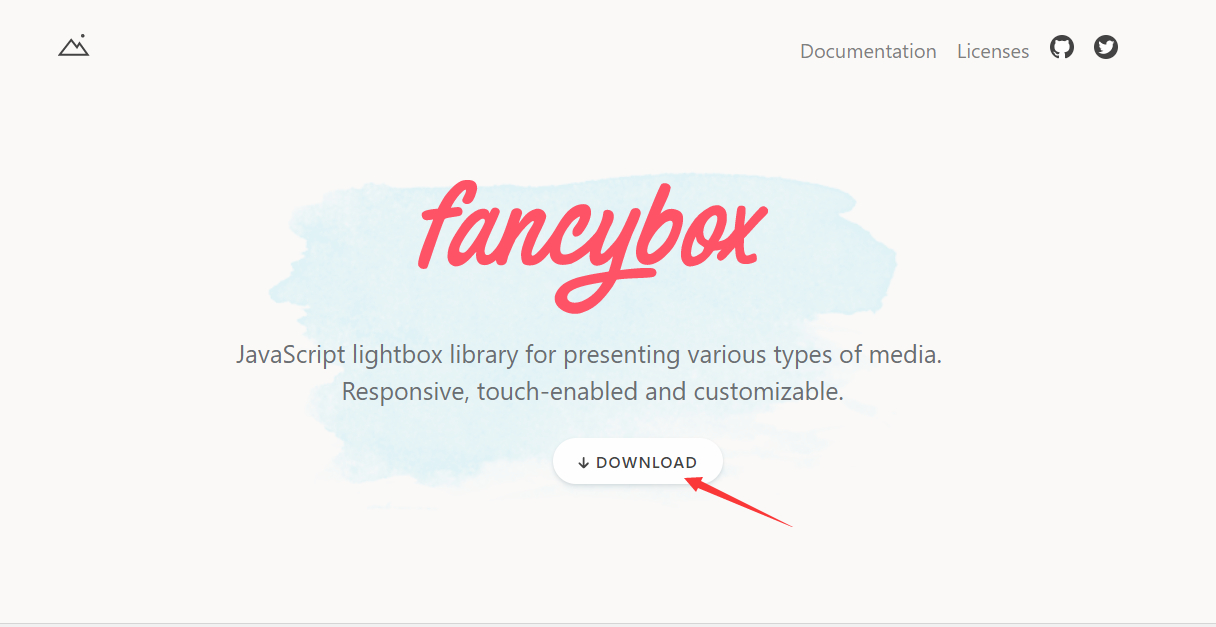 Documentation Licenses
fancybox
JavaScript lightbox library for presenting various types of media.
Responsive, touch-enabled and customizable.
DOWNLOAD